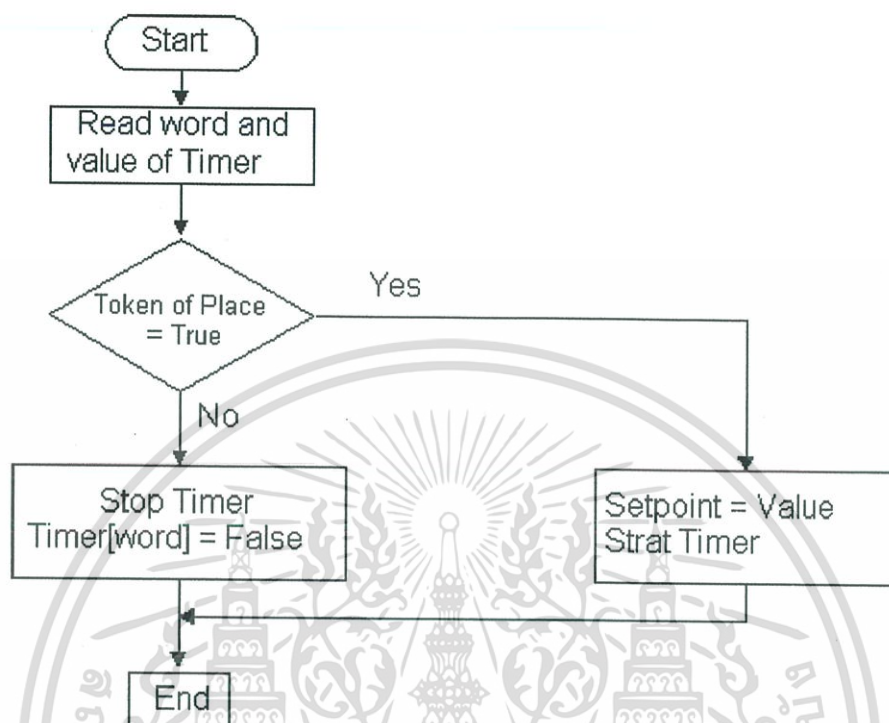 Start
Read word and
value of Timer
Token of Place
= True
Yes
No
Stop Timer
Timer[word] = False
Setpoint = Value
Strat Timer
End